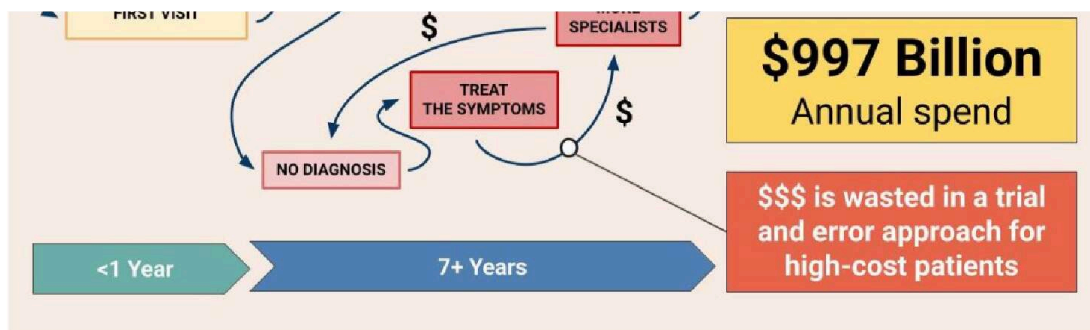 FIRST VISIT
$
SPECIALISTS
TREAT
THE SYMPTOMS
$
NO DIAGNOSIS
<1 Year
7+ Years
$997 Billion
Annual spend
$$$ is wasted in a trial
and error approach for
high-cost patients